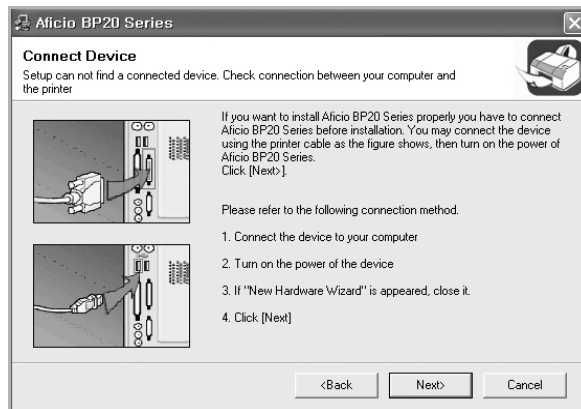 Aficio BP20 Series
Connect Device
Setup can not find a connected device. Check connection between your computer and
the printer
If you want to install Aficio BP20 Series properly you have to connect
Aficio BP20 Series before installation. You may connect the device
using the printer cable as the figure shows, then turn on the power of
Aficio BP20 Series.
Click [Next>].
Please refer to the following connection method.
1. Connect the device to your computer
2. Turn on the power of the device
3. If "New Hardware Wizard" is appeared, close it.
4. Click [Next]
<Back
Next>
Cancel